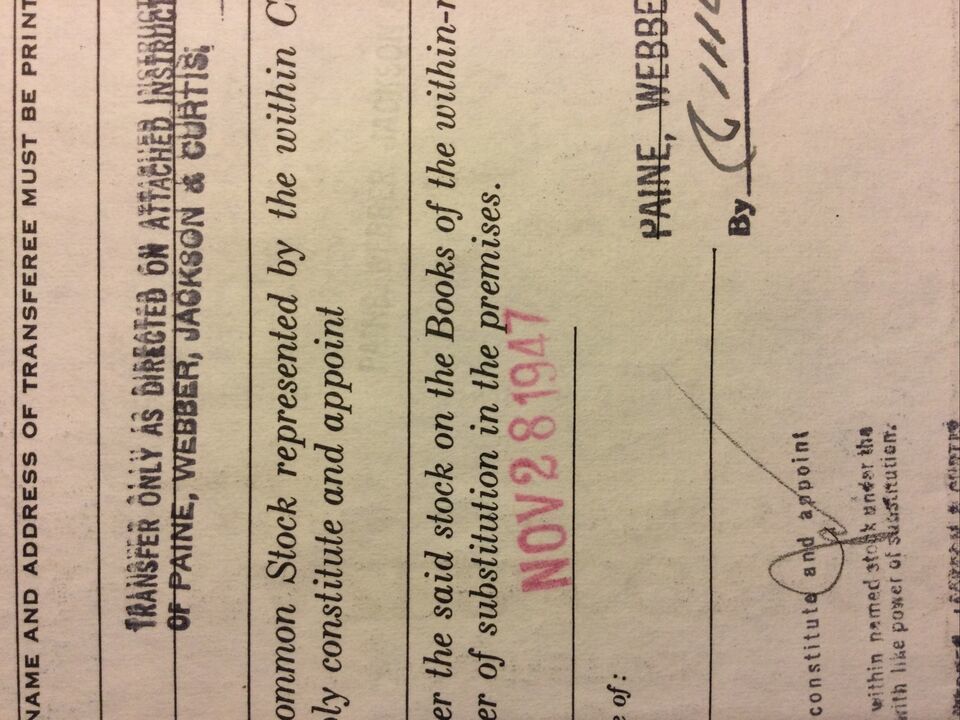 NAME AND ADDRESS OF TRANSFEREE MUST BE PRINT
TRANSFER ONLY AS DIRECTED ON ATTACHED INSTRUCT
OF PAINE, WEBBER, JACKSON & CURTIS,
ommon Stock represented by the within C
bly constitute and appoint
er the said stock on the Books of the within-n
er of substitution in the premises.
NOV 28 1947
e of:
PAINE, WEBBE
By
constitute and appoint
within named stock under the
with like power of substitution.